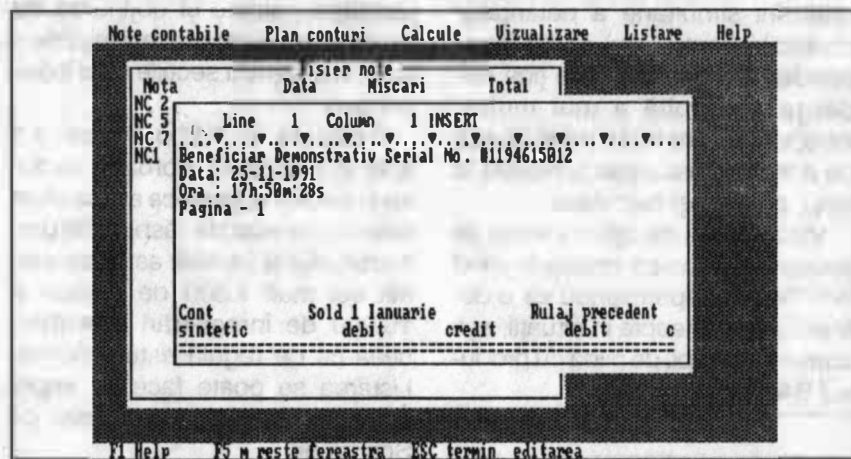 Note contabile Plan conturi Calcule Vizualizare Listare Help
Fisier note
Nota Data Miscari Total
NC 2
NC 5 Line 1 Column 1 INSERT
NC 7
NC1 Beneficiar Demonstrativ Serial No. #1194615012
Data: 25-11-1991
Ora : 17h:50m:28s
Pagina - 1
Cont Sold 1 Ianuarie Rulaj precedent
sintetic debit credit debit c
F1 Help F5 m reste fereastra ESC termin editarea